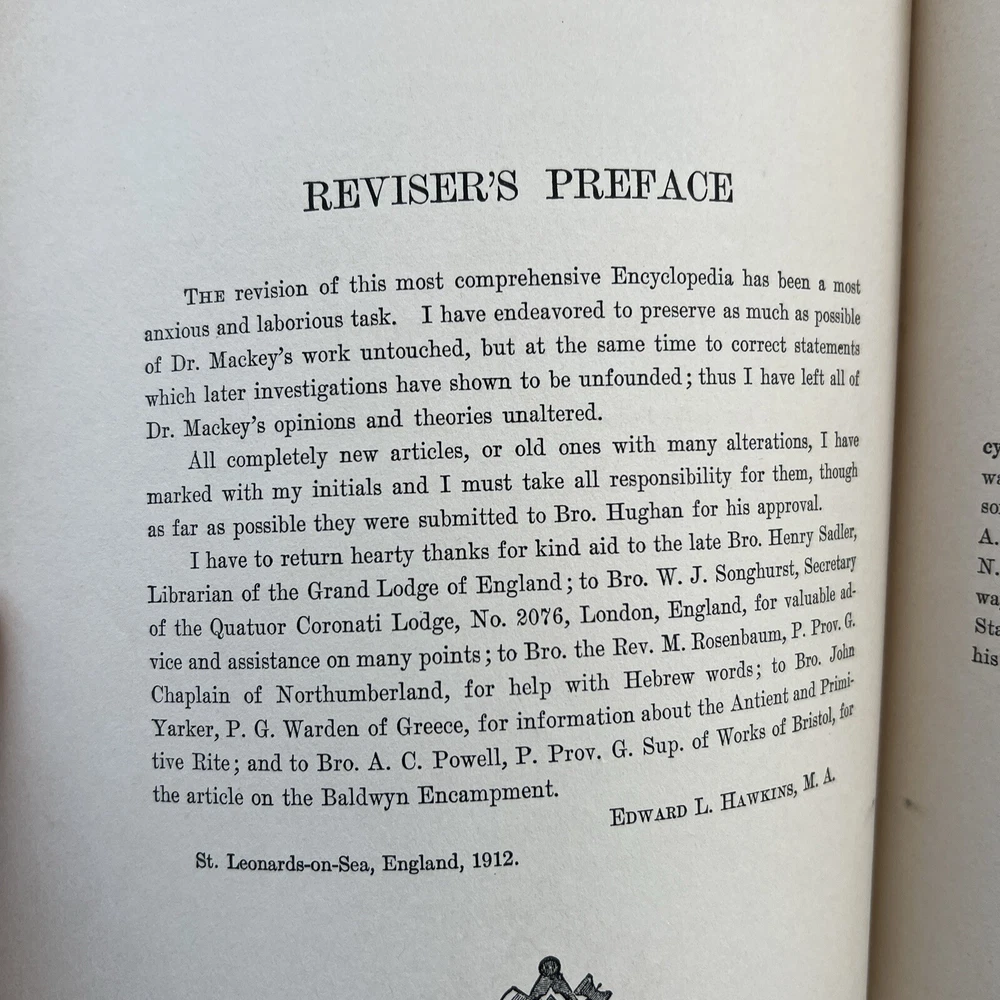 REVISER'S PREFACE
THE revision of this most comprehensive Encyclopedia has been a most
anxious and laborious task. I have endeavored to preserve as much as possible
of Dr. Mackey's work untouched, but at the same time to correct statements
which later investigations have shown to be unfounded; thus I have left all of
Dr. Mackey's opinions and theories unaltered.
All completely new articles, or old ones with many alterations, I have
marked with my initials and I must take all responsibility for them, though
as far as possible they were submitted to Bro. Hughan for his approval.
I have to return hearty thanks for kind aid to the late Bro. Henry Sadler,
Librarian of the Grand Lodge of England; to Bro. W. J. Songhurst, Secretary
of the Quatuor Coronati Lodge, No. 2076, London, England, for valuable ad-
vice and assistance on many points; to Bro. the Rev. M. Rosenbaum, P. Prov. G.
Chaplain of Northumberland, for help with Hebrew words; to Bro. John
Yarker, P. G. Warden of Greece, for information about the Antient and Primi-
tive Rite; and to Bro. A. C. Powell, P. Prov. G. Sup. of Works of Bristol, for
the article on the Baldwyn Encampment.
EDWARD L. HAWKINS, M. A.
St. Leonards-on-Sea, England, 1912.
cy
wa
so
A.
N.
wa
Sta
his